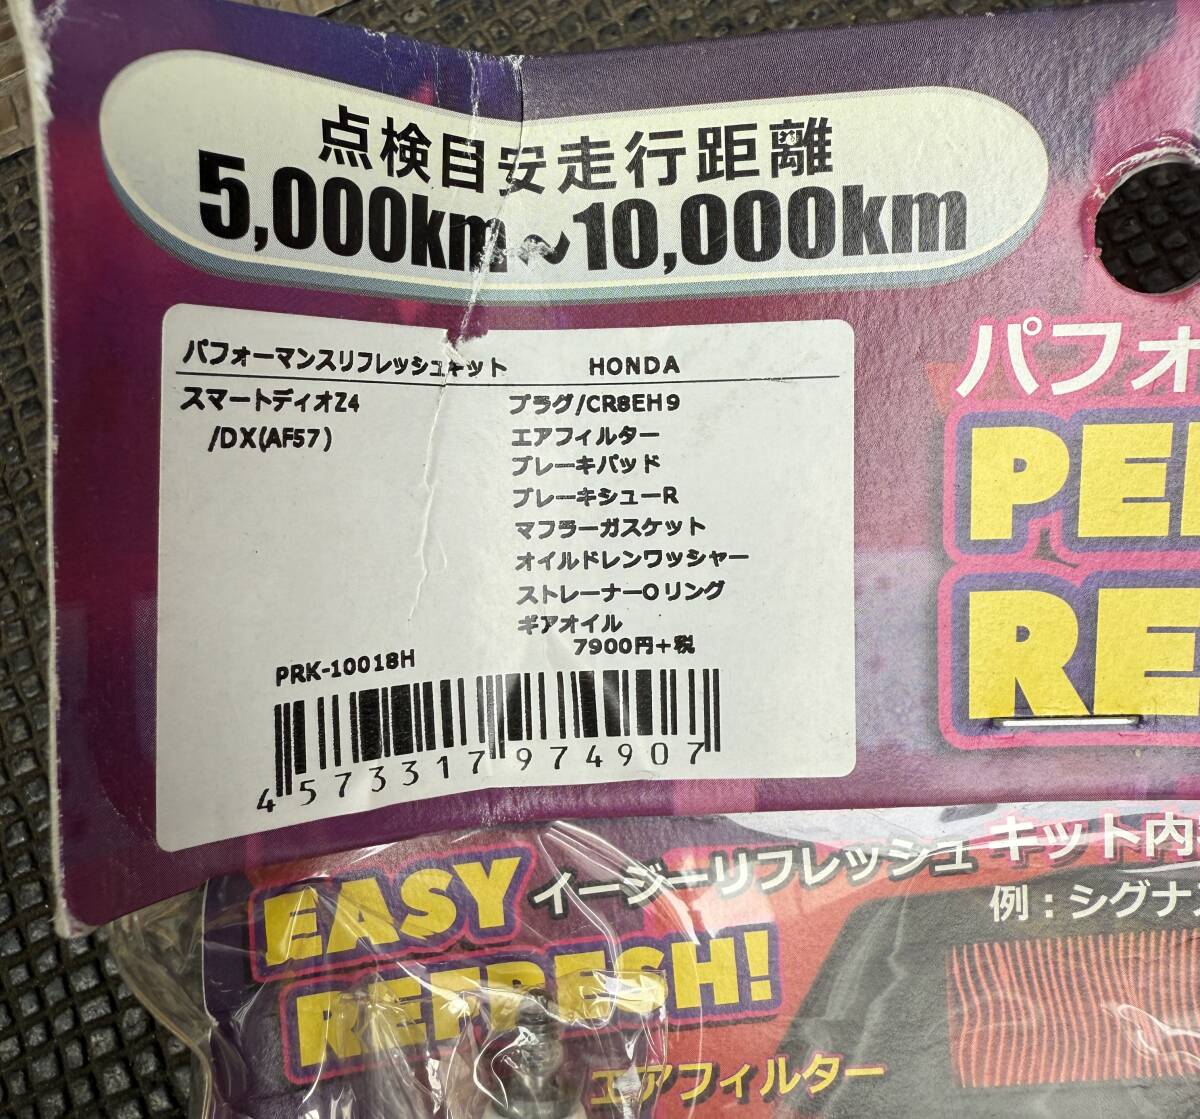 点検目安走行距離
5,000km～10,000km
パフォーマンスリフレッシュキット HONDA
スマートディオZ4
/DX(AF57)
プラグ/CR8EH9
エアフィルター
ブレーキパッド
ブレーキシューR
マフラーガスケット
オイルドレンワッシャー
ストレーナーOリング
ギアオイル
7900円+税
PRK-10018H
4573317974907
パフォ
PE
RE
EASY
REFRESH!
イージーリフレッシュ
キット内
例:シグナ
エアフィルター